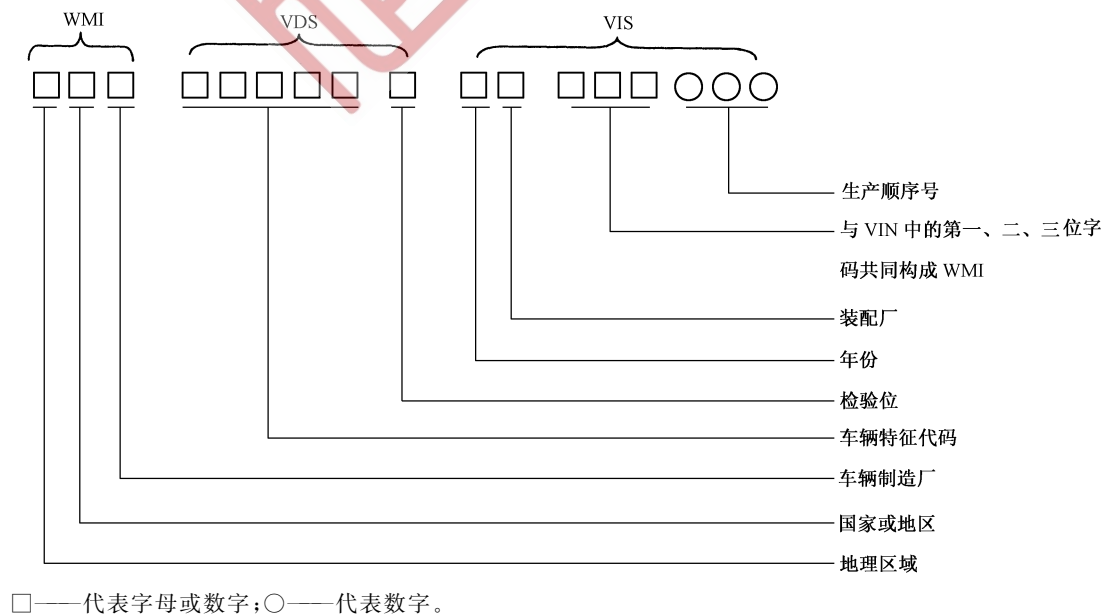 WMI VDS VIS
生产顺序号
与 VIN 中的第一、二、三位字
码共同构成 WMI
装配厂
年份
检验位
车辆特征代码
车辆制造厂
国家或地区
地理区域
□——代表字母或数字;○——代表数字。